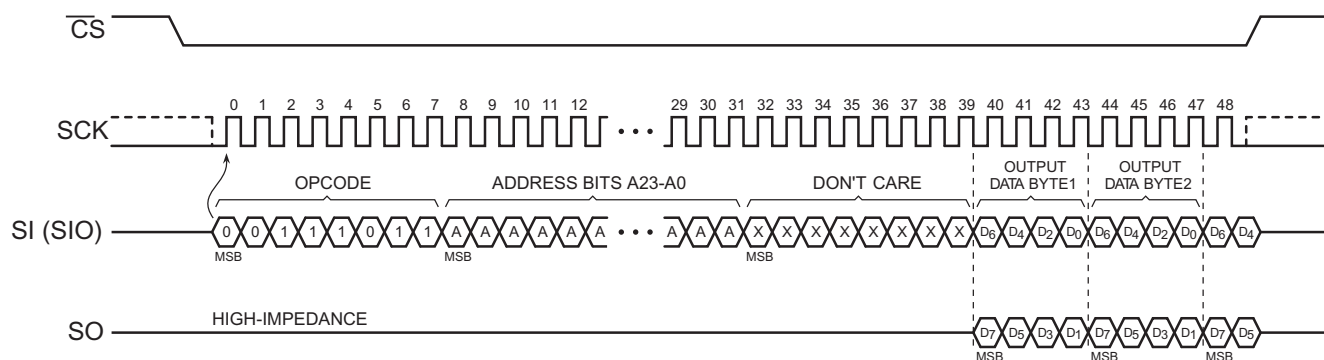 CS
0 1 2 3 4 5 6 7 8 9 10 11 12 29 30 31 32 33 34 35 36 37 38 39 40 41 42 43 44 45 46 47 48
SCK
OPCODE ADDRESS BITS A23-A0 DON'T CARE OUTPUT DATA BYTE1 OUTPUT DATA BYTE2
SI (SIO) 0 0 1 1 1 0 1 1 A A A A A A A A A X X X X X X X X D6 D4 D2 D0 D6 D4 D2 D0 D6 D4
MSB MSB MSB
HIGH-IMPEDANCE
SO D7 D5 D3 D1 D7 D5 D3 D1 D7 D5
MSB MSB MSB